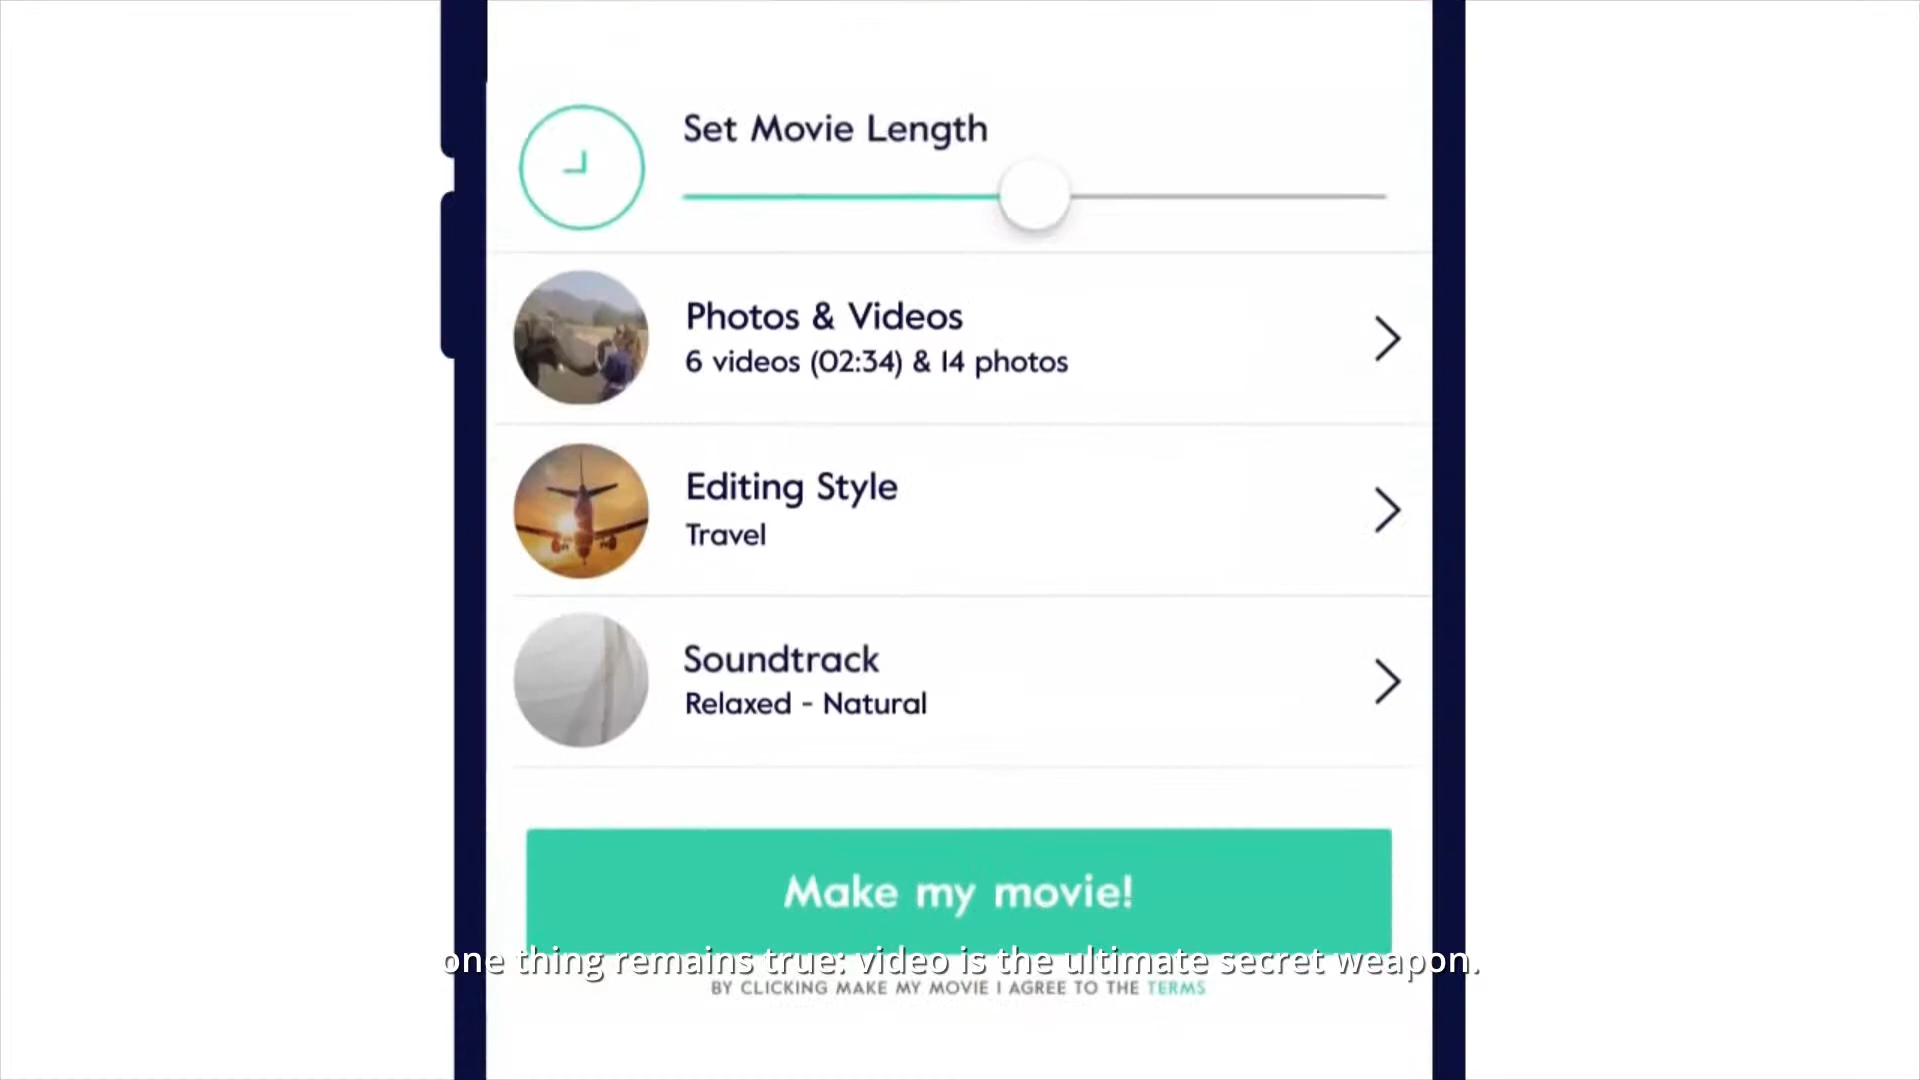 Set Movie Length
Photos & Videos
6 videos (02:34) & 14 photos
Editing Style
Travel
Soundtrack
Relaxed - Natural
Make my movie!
one thing remains true: video is the ultimate secret weapon.
BY CLICKING MAKE MY MOVIE I AGREE TO THE TERMS